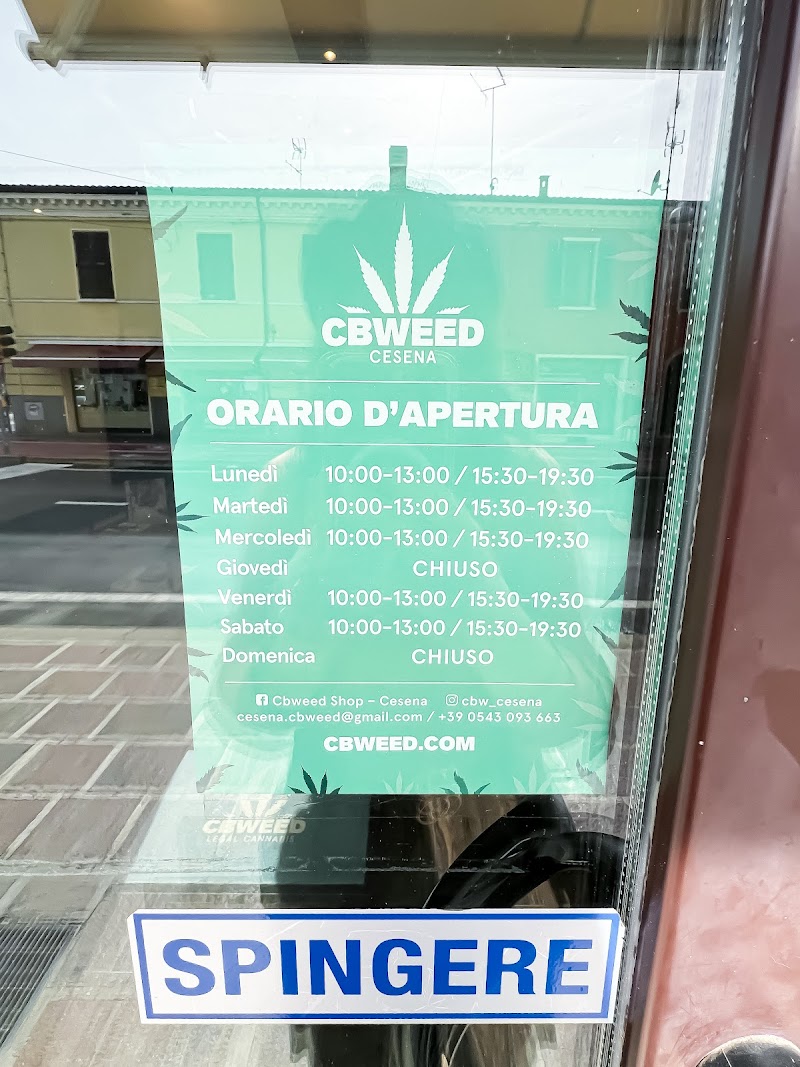 CBWEED
CESENA
ORARIO D'APERTURA
Lunedì 10:00-13:00 / 15:30-19:30
Martedì 10:00-13:00 / 15:30-19:30
Mercoledì 10:00-13:00 / 15:30-19:30
Giovedì CHIUSO
Venerdì 10:00-13:00 / 15:30-19:30
Sabato 10:00-13:00 / 15:30-19:30
Domenica CHIUSO
Cbweed Shop – Cesena cbw_cesena
cesena.cbweed@gmail.com / +39 0543 093 663
CBWEED.COM
CBWEED
LEGAL CANNABIS
SPINGERE